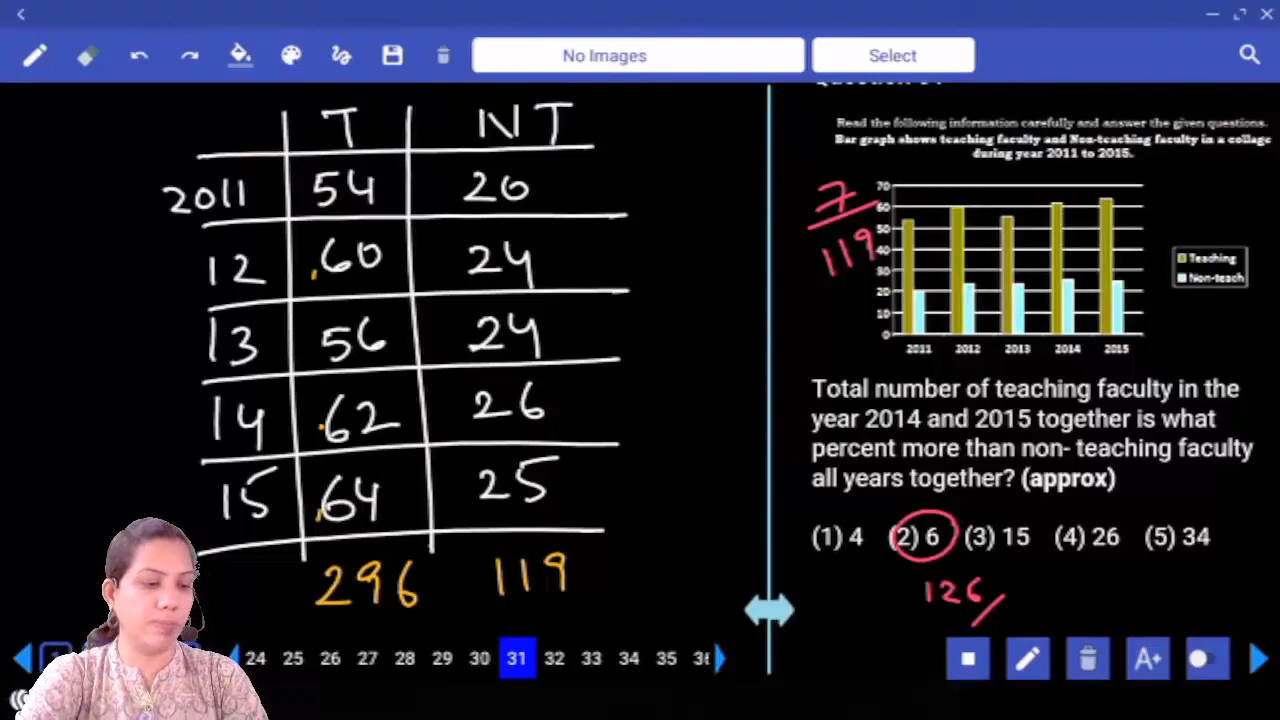 No Images
Select
T NT
2011 54 20
12 60 24
13 56 24
14 62 26
15 64 25
296 119
Read the following information carefully and answer the given questions.
Bar graph shows teaching faculty and Non-teaching faculty in a collage
during year 2011 to 2015.
7
119
70
60
50
40
30
20
10
0
2011 2012 2013 2014 2015
Teaching
Non-teach
Total number of teaching faculty in the
year 2014 and 2015 together is what
percent more than non- teaching faculty
all years together? (approx)
(1) 4 (2) 6 (3) 15 (4) 26 (5) 34
126/
24 25 26 27 28 29 30 31 32 33 34 35
A+